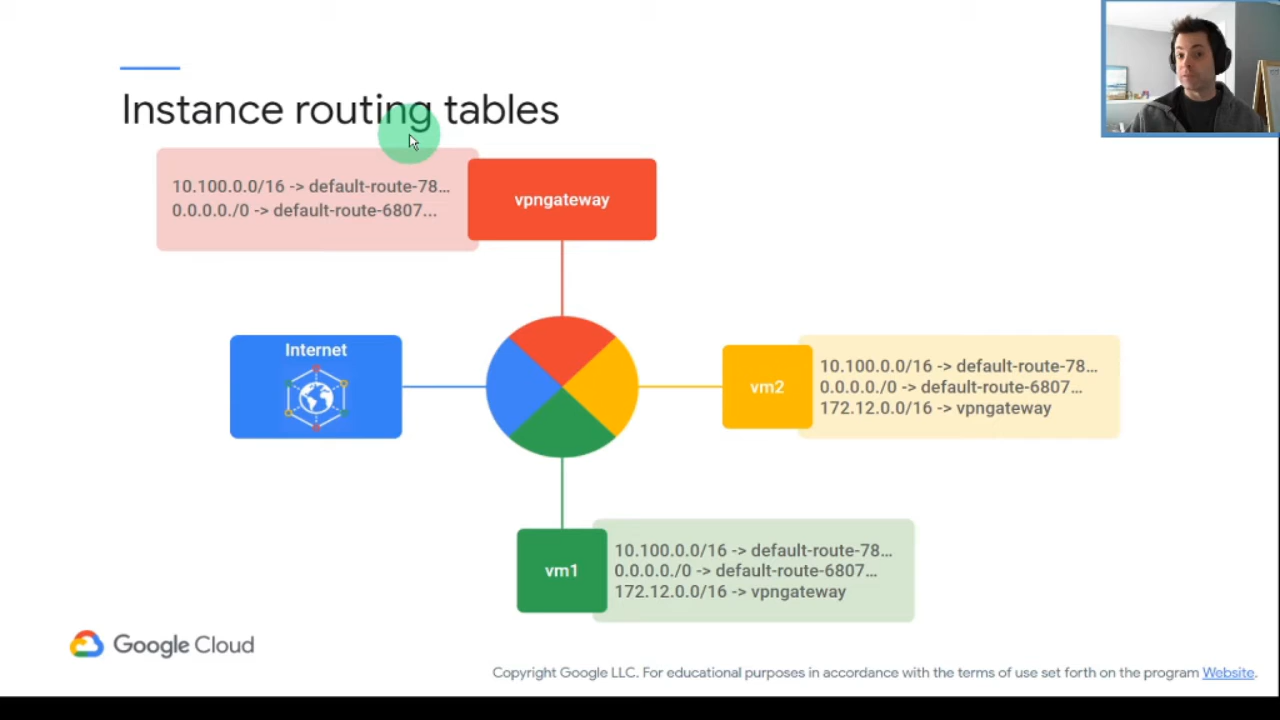 Instance routing tables
10.100.0.0/16 -> default-route-78...
0.0.0.0./0 -> default-route-6807...
vpngateway
Internet
vm2
10.100.0.0/16 -> default-route-78...
0.0.0.0./0 -> default-route-6807...
172.12.0.0/16 -> vpngateway
vm1
10.100.0.0/16 -> default-route-78...
0.0.0.0./0 -> default-route-6807...
172.12.0.0/16 -> vpngateway
Google Cloud
Copyright Google LLC. For educational purposes in accordance with the terms of use set forth on the program Website.